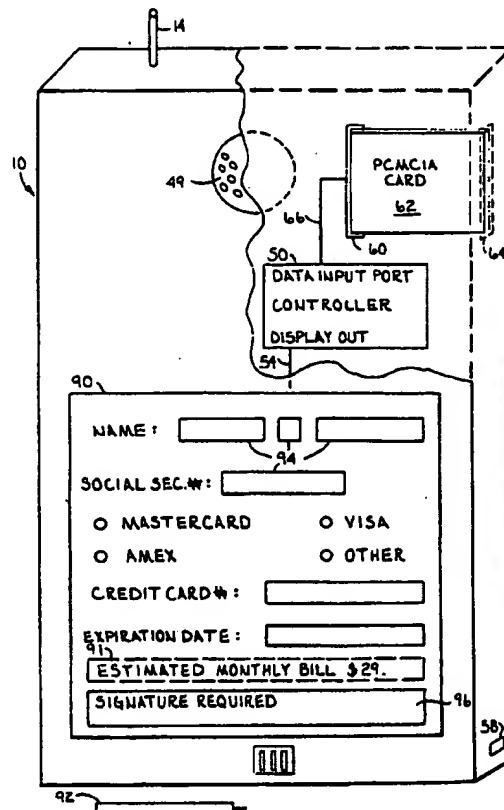 14
10
49
PCMCIA
CARD
62
66
60
64
50
DATA INPUT PORT
CONTROLLER
DISPLAY OUT
54
90
NAME:
94
SOCIAL SEC.#:
MASTERCARD VISA
AMEX OTHER
CREDIT CARD #:
EXPIRATION DATE:
91
ESTIMATED MONTHLY BILL $29.
SIGNATURE REQUIRED
96
58
92